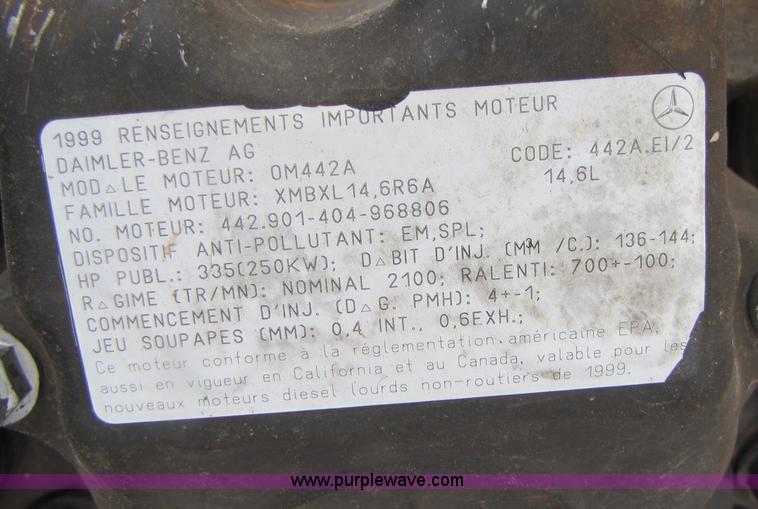 1999 RENSEIGNEMENTS IMPORTANTS MOTEUR
DAIMLER-BENZ AG
CODE: 442A.EI/2
MOD△LE MOTEUR: OM442A
14,6L
FAMILLE MOTEUR: XMBXL14,6R6A
NO. MOTEUR: 442.901-404-968806
DISPOSITIF ANTI-POLLUTANT: EM,SPL;
HP PUBL.: 335(250KW); D△BIT D'INJ. (MM³ /C.): 136-144;
R△GIME (TR/MN): NOMINAL 2100; RALENTI: 700+-100;
COMMENCEMENT D'INJ. (D△G. PMH): 4+-1;
JEU SOUPAPES (MM): 0,4 INT., 0,6EXH.;
Ce moteur conforme à la réglementation américaine EPA,
aussi en vigueur en California et au Canada, valable pour les
nouveaux moteurs diesel lourds non-routiers de 1999.
www.purplewave.com